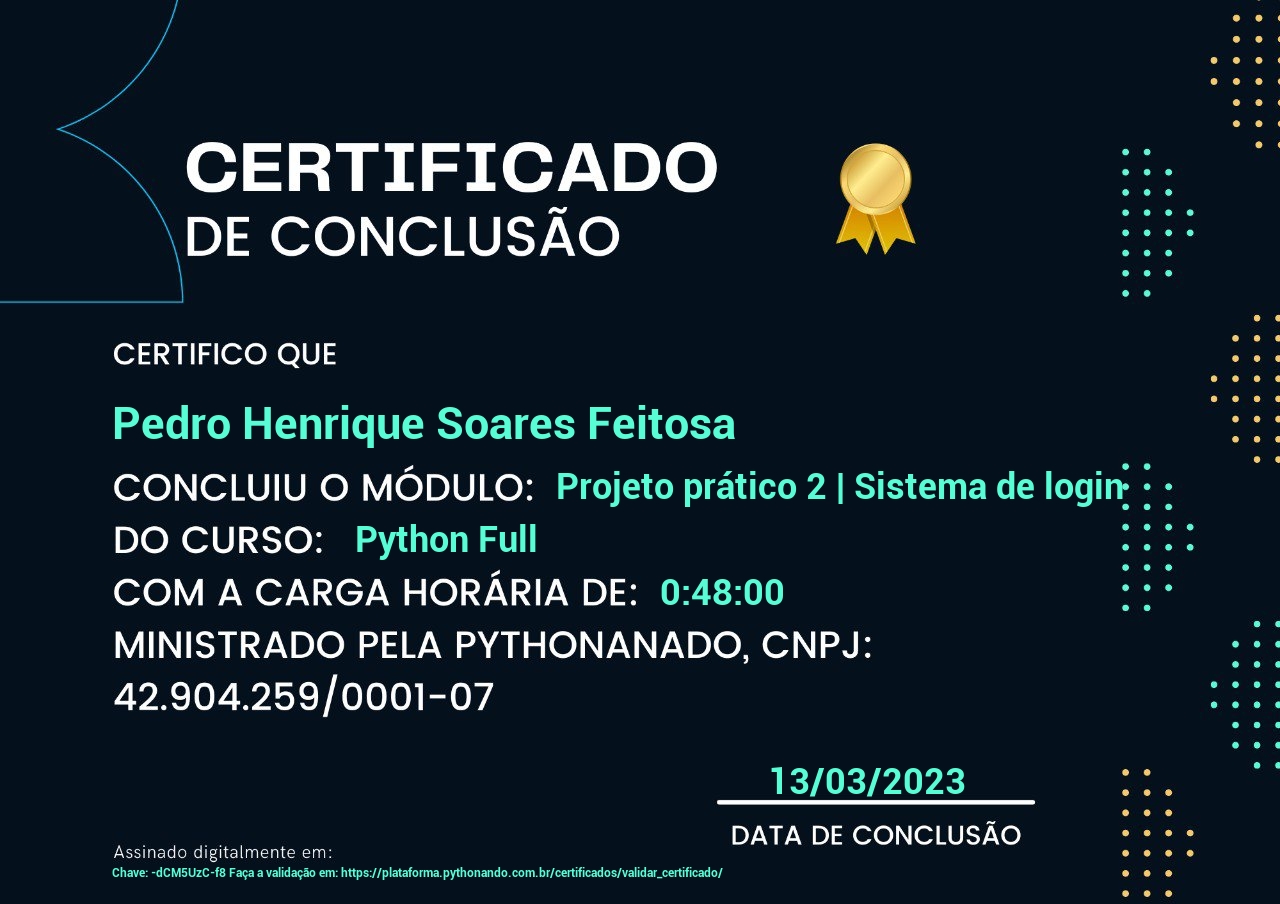 CERTIFICADO
DE CONCLUSÃO
CERTIFICO QUE
Pedro Henrique Soares Feitosa
CONCLUIU O MÓDULO: Projeto prático 2 | Sistema de login
DO CURSO: Python Full
COM A CARGA HORÁRIA DE: 0:48:00
MINISTRADO PELA PYTHONANADO, CNPJ:
42.904.259/0001-07
13/03/2023
DATA DE CONCLUSÃO
Assinado digitalmente em:
Chave: -dCM5UzC-f8 Faça a validação em: https://plataforma.pythonando.com.br/certificados/validar_certificado/